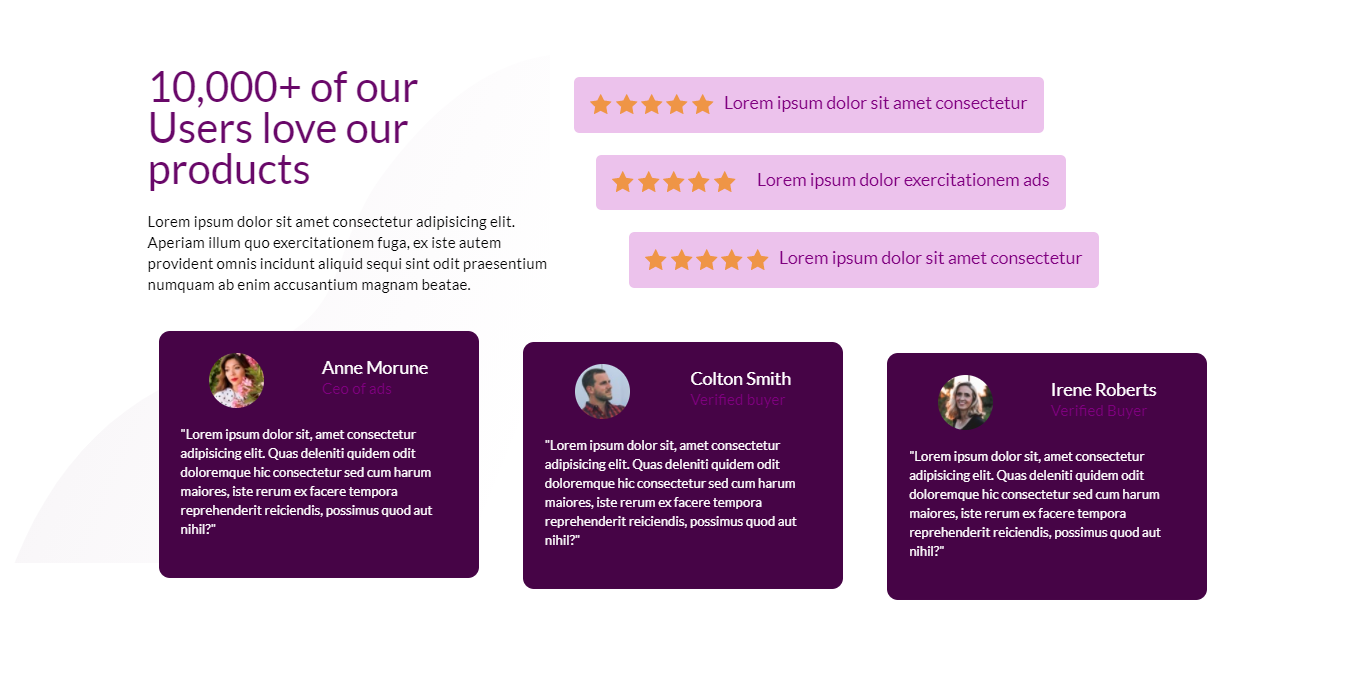 10,000+ of our
Users love our
products
Lorem ipsum dolor sit amet consectetur adipisicing elit.
Aperiam illum quo exercitationem fuga, ex iste autem
provident omnis incidunt aliquid sequi sint odit praesentium
numquam ab enim accusantium magnam beatae.
Lorem ipsum dolor sit amet consectetur
Lorem ipsum dolor exercitationem ads
Lorem ipsum dolor sit amet consectetur
Anne Morune
Ceo of ads
"Lorem ipsum dolor sit, amet consectetur
adipisicing elit. Quas deleniti quidem odit
doloremque hic consectetur sed cum harum
maiores, iste rerum ex facere tempora
reprehenderit reiciendis, possimus quod aut
nihil?"
Colton Smith
Verified buyer
"Lorem ipsum dolor sit, amet consectetur
adipisicing elit. Quas deleniti quidem odit
doloremque hic consectetur sed cum harum
maiores, iste rerum ex facere tempora
reprehenderit reiciendis, possimus quod aut
nihil?"
Irene Roberts
Verified Buyer
"Lorem ipsum dolor sit, amet consectetur
adipisicing elit. Quas deleniti quidem odit
doloremque hic consectetur sed cum harum
maiores, iste rerum ex facere tempora
reprehenderit reiciendis, possimus quod aut
nihil?"